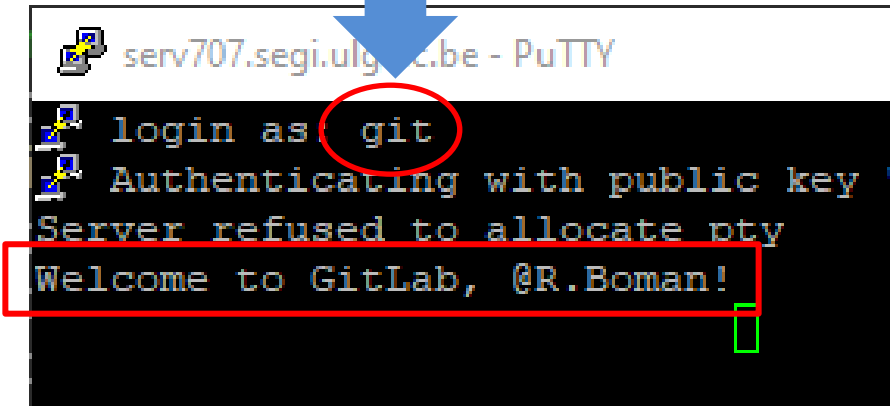 serv707.segi.ulg .be - PuTTY
login as: git
Authenticating with public key "
Server refused to allocate pty
Welcome to GitLab, @R.Boman!